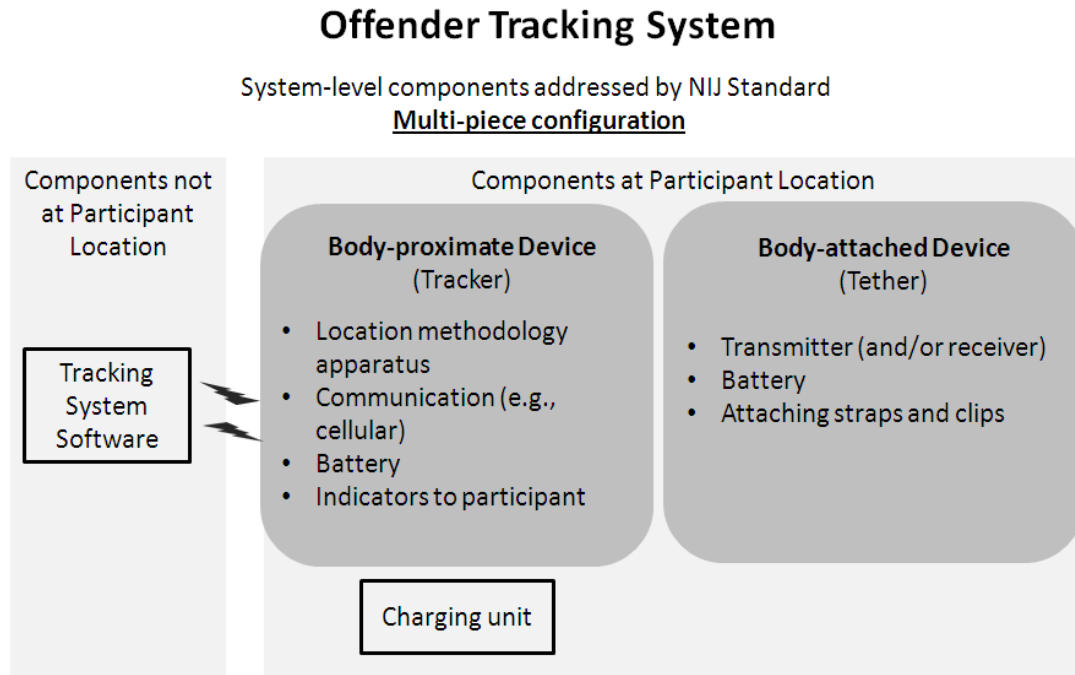 Offender Tracking System
System-level components addressed by NIJ Standard
Multi-piece configuration
Components not
at Participant
Location
Tracking
System
Software
Components at Participant Location
Body-proximate Device
(Tracker)
• Location methodology
apparatus
• Communication (e.g.,
cellular)
• Battery
• Indicators to participant
Body-attached Device
(Tether)
• Transmitter (and/or receiver)
• Battery
• Attaching straps and clips
Charging unit